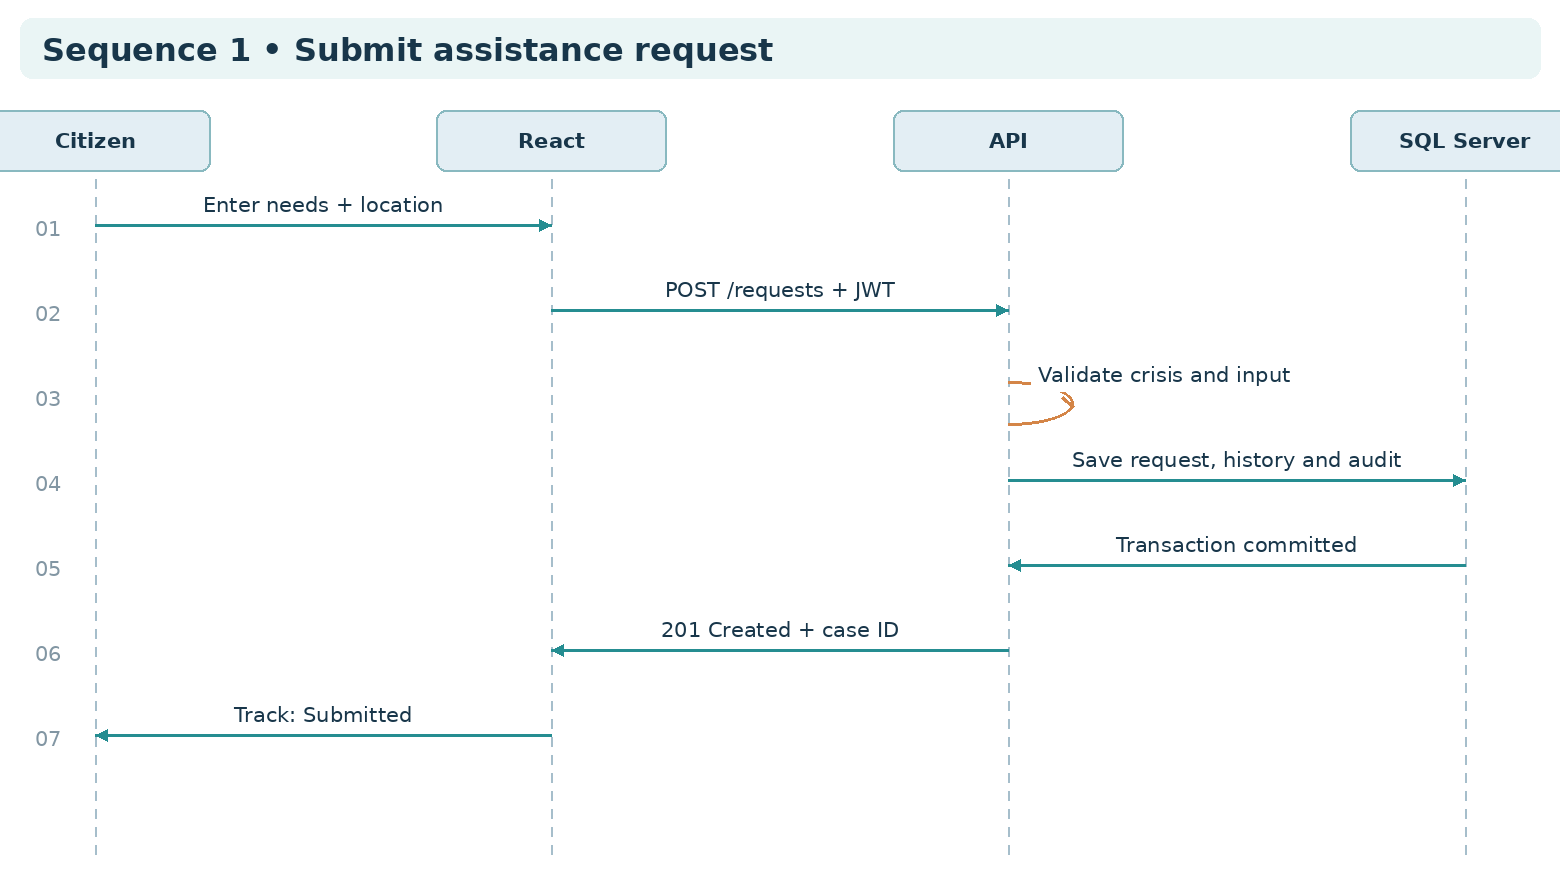 Sequence 1 • Submit assistance request
Citizen
React
API
SQL Server
Enter needs + location
01
POST /requests + JWT
02
Validate crisis and input
03
Save request, history and audit
04
Transaction committed
05
201 Created + case ID
06
Track: Submitted
07